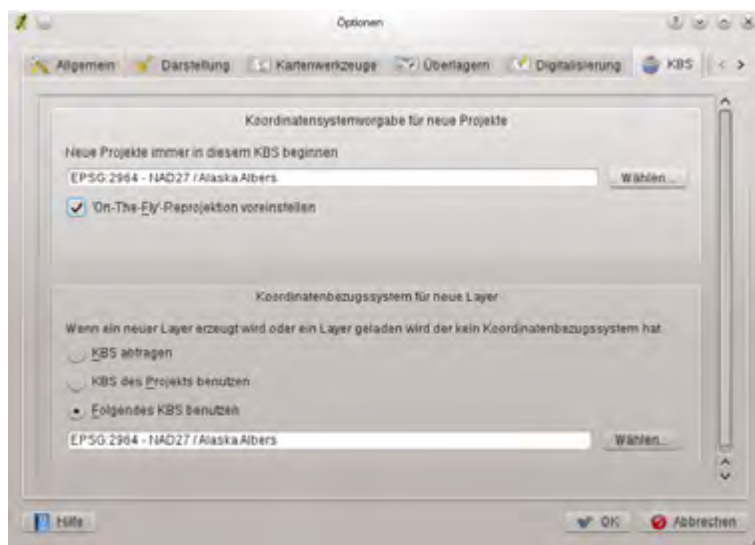 Optionen
Allgemein Darstellung Kartenwerkzeuge Überlagern Digitalisierung KBS
Koordinatensystemvorgabe für neue Projekte
Neue Projekte immer in diesem KBS beginnen
EPSG:2964 - NAD27 / Alaska Albers Wählen...
'On-The-Fly'-Reprojektion voreinstellen
Koordinatenbezugssystem für neue Layer
Wenn ein neuer Layer erzeugt wird oder ein Layer geladen wird der kein Koordinatenbezugssystem hat
KBS abfragen
KBS des Projekts benutzen
Folgendes KBS benutzen
EPSG:2964 - NAD27 / Alaska Albers Wählen...
Hilfe OK Abbrechen